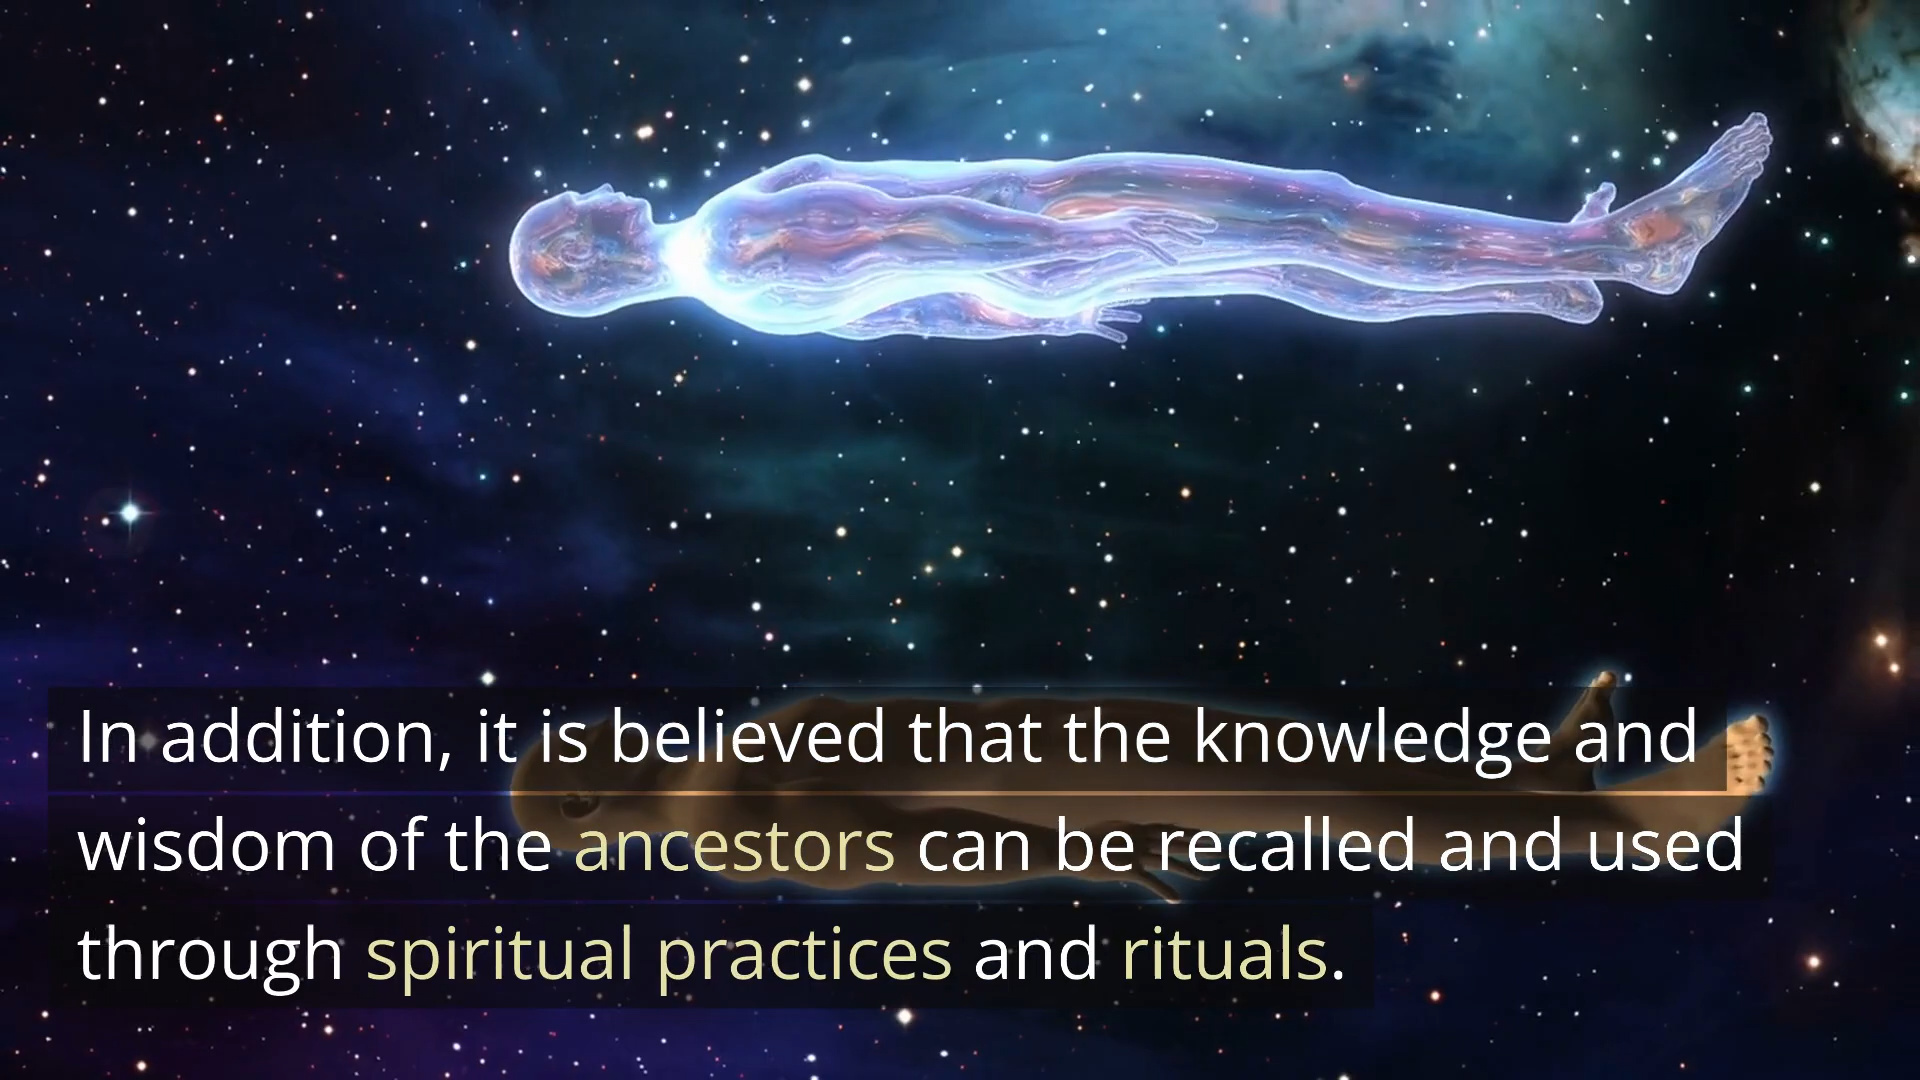 In addition, it is believed that the knowledge and
wisdom of the ancestors can be recalled and used
through spiritual practices and rituals.